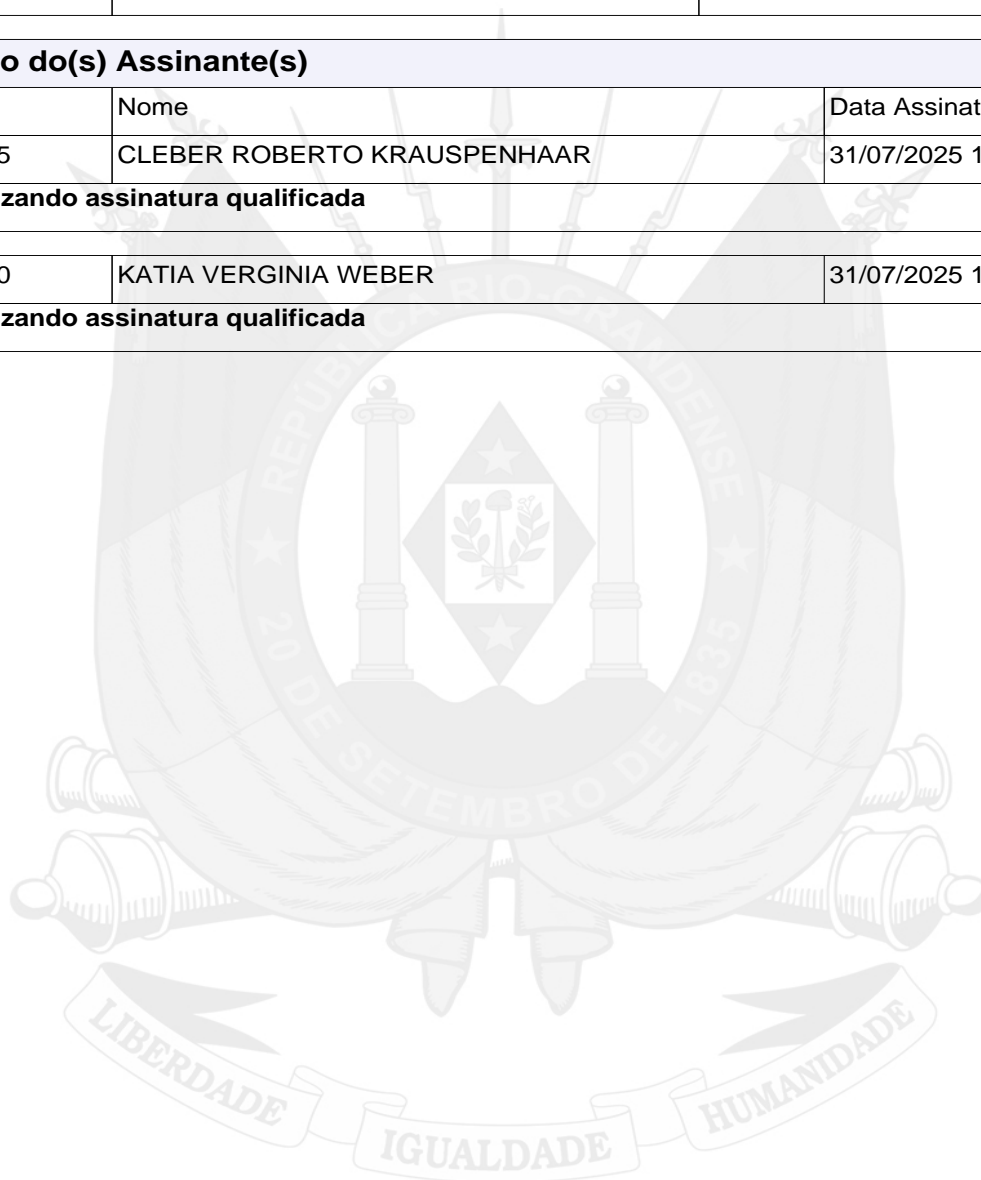 o do(s) Assinante(s)
Nome Data Assinat
5 CLEBER ROBERTO KRAUSPENHAAR 31/07/2025 1
zando assinatura qualificada
0 KATIA VERGINIA WEBER 31/07/2025 1
zando assinatura qualificada
REPÚBLICA RIO-GRANDENSE
20 DE SETEMBRO DE 1835
LIBERDADE
IGUALDADE
HUMANIDADE